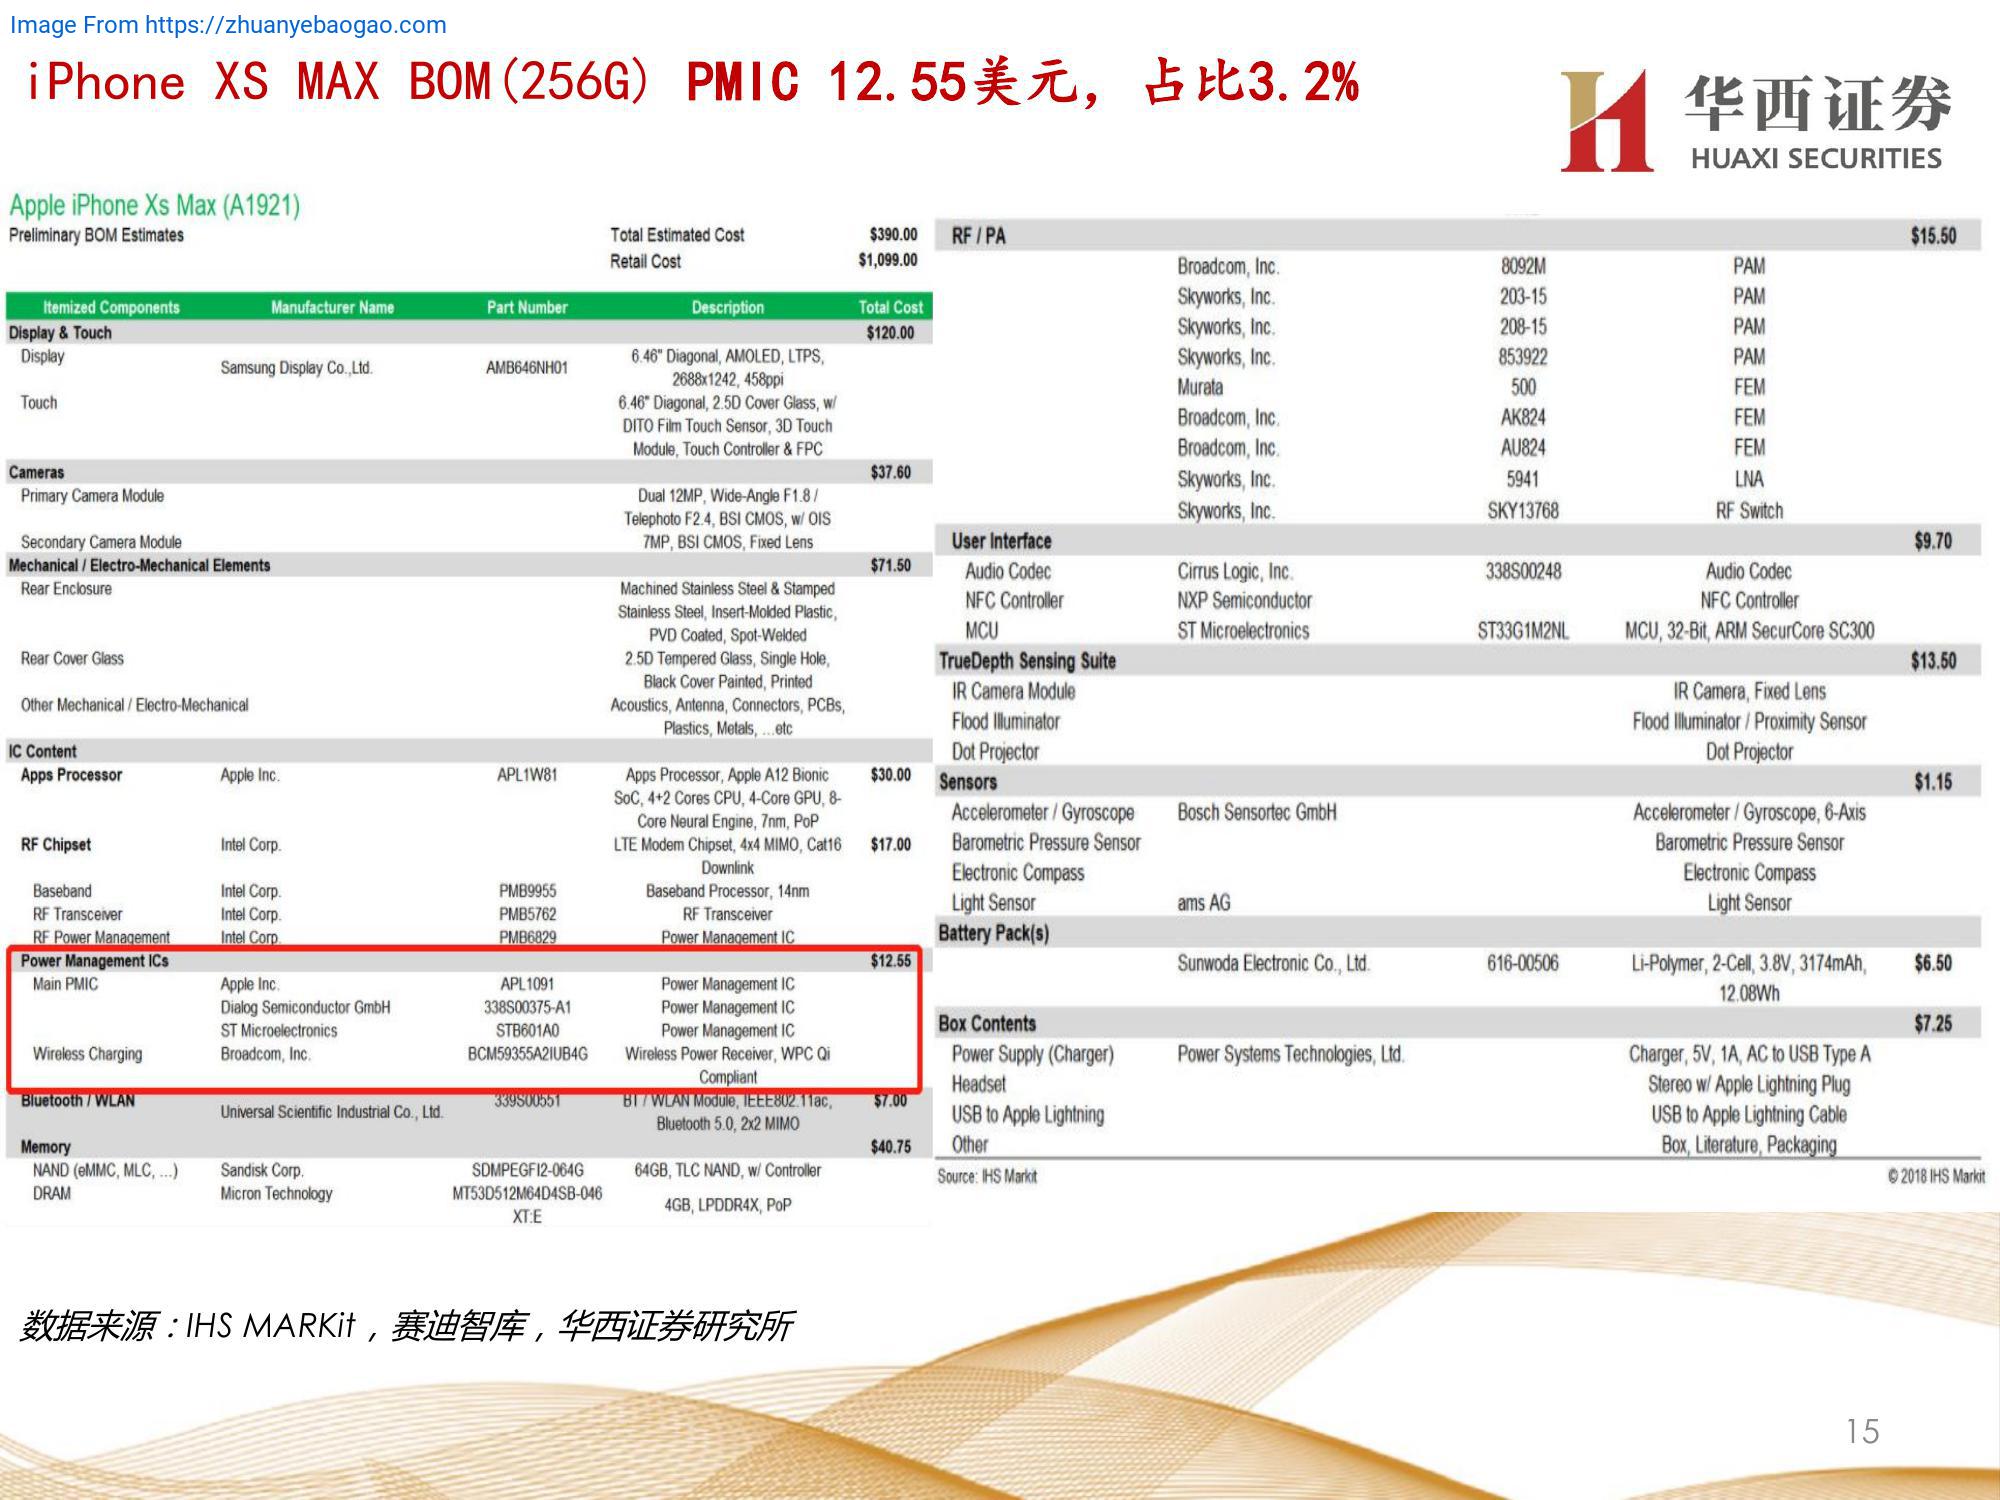 Image From https://zhuanyebaogao.com
iPhone XS MAX BOM(256G) PMIC 12.55美元, 占比3.2%
华西证券
HUAXI SECURITIES
Apple iPhone Xs Max (A1921)
Preliminary BOM Estimates Total Estimated Cost $390.00
Retail Cost $1,099.00
Itemized Components Manufacturer Name Part Number Description Total Cost
Display & Touch $120.00
Display Samsung Display Co.,Ltd. AMB646NH01 6.46" Diagonal, AMOLED, LTPS,
2688x1242, 458ppi
Touch 6.46" Diagonal, 2.5D Cover Glass, w/
DITO Film Touch Sensor, 3D Touch
Module, Touch Controller & FPC
Cameras $37.60
Primary Camera Module Dual 12MP, Wide-Angle F1.8 /
Telephoto F2.4, BSI CMOS, w/ OIS
Secondary Camera Module 7MP, BSI CMOS, Fixed Lens
Mechanical / Electro-Mechanical Elements $71.50
Rear Enclosure Machined Stainless Steel & Stamped
Stainless Steel, Insert-Molded Plastic,
PVD Coated, Spot-Welded
Rear Cover Glass 2.5D Tempered Glass, Single Hole,
Black Cover Painted, Printed
Other Mechanical / Electro-Mechanical Acoustics, Antenna, Connectors, PCBs,
Plastics, Metals, ...etc
IC Content
Apps Processor Apple Inc. APL1W81 Apps Processor, Apple A12 Bionic $30.00
SoC, 4+2 Cores CPU, 4-Core GPU, 8-
Core Neural Engine, 7nm, PoP
RF Chipset Intel Corp. LTE Modem Chipset, 4x4 MIMO, Cat16 $17.00
Downlink
Baseband Intel Corp. PMB9955 Baseband Processor, 14nm
RF Transceiver Intel Corp. PMB5762 RF Transceiver
RF Power Management Intel Corp. PMB6829 Power Management IC
Power Management ICs $12.55
Main PMIC Apple Inc. APL1091 Power Management IC
Dialog Semiconductor GmbH 338S00375-A1 Power Management IC
ST Microelectronics STB601A0 Power Management IC
Wireless Charging Broadcom, Inc. BCM59355A2IUB4G Wireless Power Receiver, WPC Qi
Compliant
Bluetooth / WLAN Universal Scientific Industrial Co., Ltd. 339S00551 BT / WLAN Module, IEEE802.11ac, $7.00
Bluetooth 5.0, 2x2 MIMO
Memory $40.75
NAND (eMMC, MLC, ...) Sandisk Corp. SDMPEGFI2-064G 64GB, TLC NAND, w/ Controller
DRAM Micron Technology MT53D512M64D4SB-046 4GB, LPDDR4X, PoP
XT:E
RF / PA $15.50
Broadcom, Inc. 8092M PAM
Skyworks, Inc. 203-15 PAM
Skyworks, Inc. 208-15 PAM
Skyworks, Inc. 853922 PAM
Murata 500 FEM
Broadcom, Inc. AK824 FEM
Broadcom, Inc. AU824 FEM
Skyworks, Inc. 5941 LNA
Skyworks, Inc. SKY13768 RF Switch
User Interface $9.70
Audio Codec Cirrus Logic, Inc. 338S00248 Audio Codec
NFC Controller NXP Semiconductor NFC Controller
MCU ST Microelectronics ST33G1M2NL MCU, 32-Bit, ARM SecurCore SC300
TrueDepth Sensing Suite $13.50
IR Camera Module IR Camera, Fixed Lens
Flood Illuminator Flood Illuminator / Proximity Sensor
Dot Projector Dot Projector
Sensors $1.15
Accelerometer / Gyroscope Bosch Sensortec GmbH Accelerometer / Gyroscope, 6-Axis
Barometric Pressure Sensor Barometric Pressure Sensor
Electronic Compass Electronic Compass
Light Sensor ams AG Light Sensor
Battery Pack(s)
Sunwoda Electronic Co., Ltd. 616-00506 Li-Polymer, 2-Cell, 3.8V, 3174mAh, $6.50
12.08Wh
Box Contents $7.25
Power Supply (Charger) Power Systems Technologies, Ltd. Charger, 5V, 1A, AC to USB Type A
Headset Stereo w/ Apple Lightning Plug
USB to Apple Lightning USB to Apple Lightning Cable
Other Box, Literature, Packaging
Source: IHS Markit © 2018 IHS Markit
数据来源：IHS MARKit，赛迪智库，华西证券研究所
15